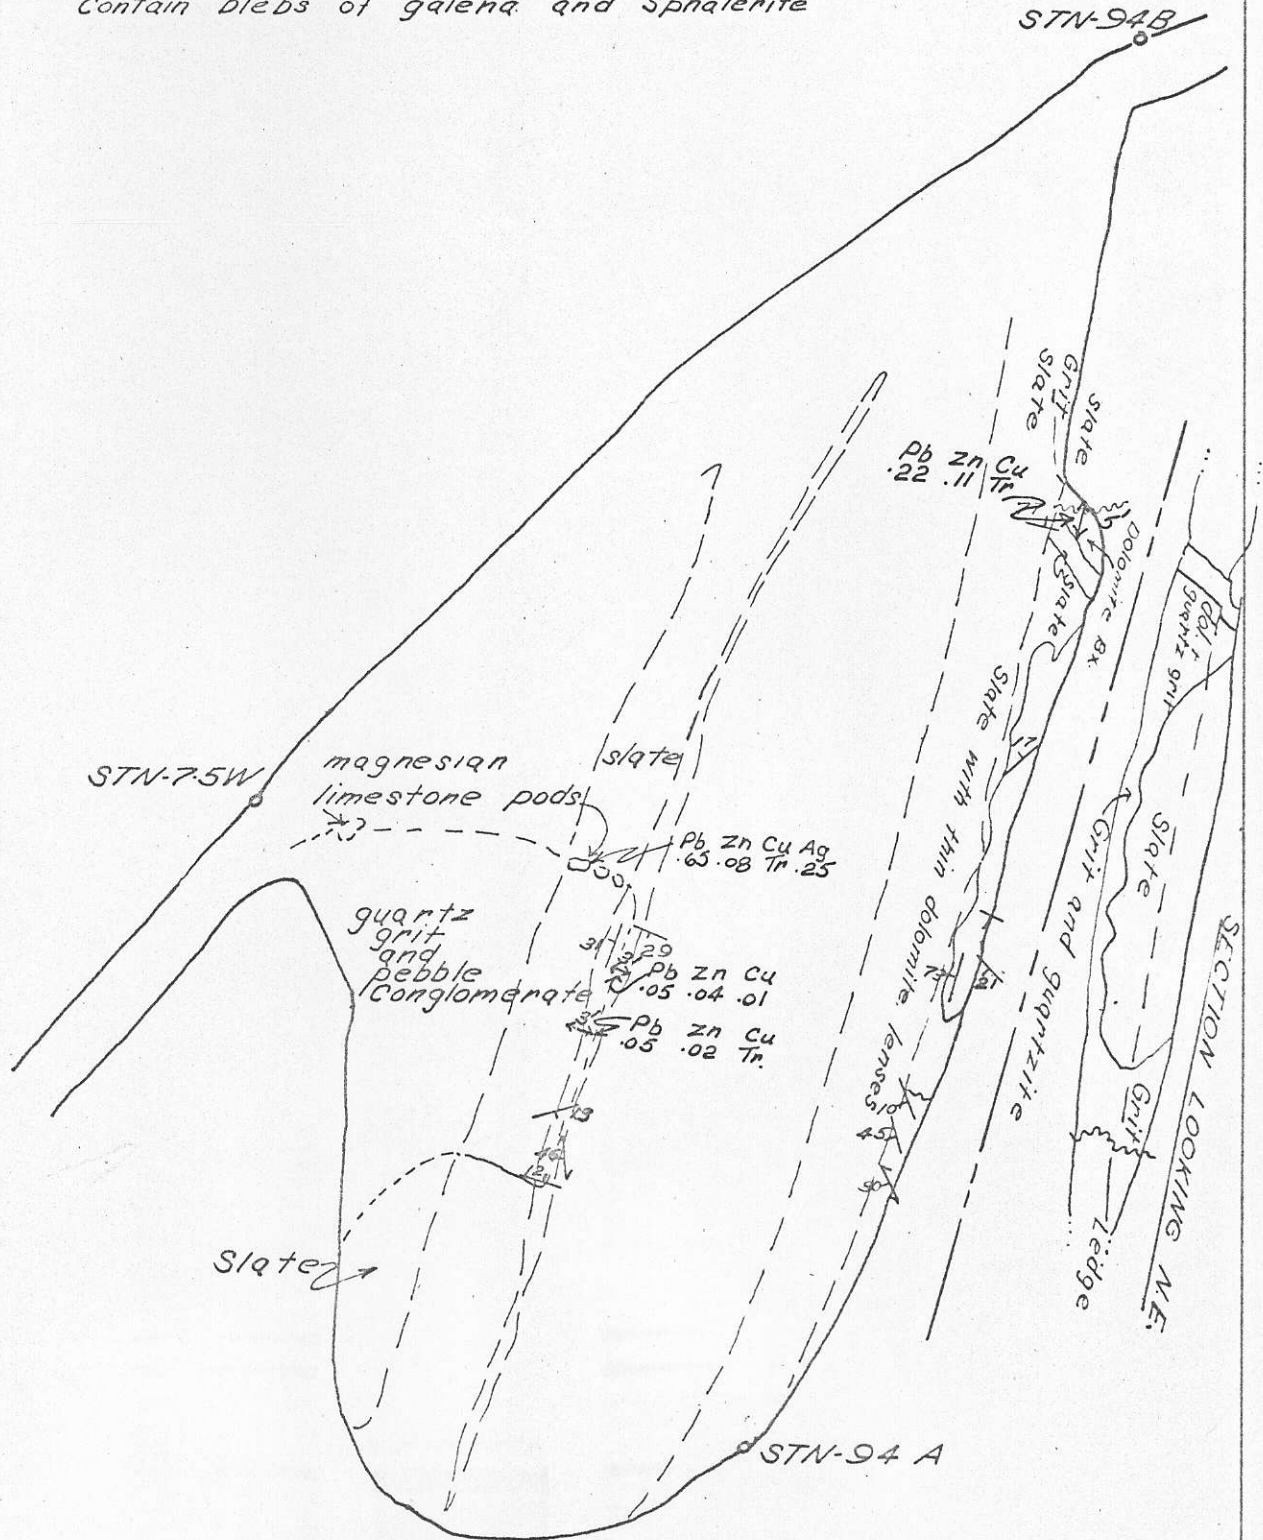 Contain blebs of galena and Sphalerite
STN-94B
Slate
Grit
Slate
Pb Zn Cu
.22 .11 Tr
Slate
Dolomite Bx.
quartz grit
Slate with thin dolomite lenses
Grit and quartzite
Slate
Grit
Ledge
SECTION LOOKING N.E.
STN-7.5W
magnesian
limestone pods
slate
Pb Zn Cu Ag
.65 .08 Tr .25
quartz
grit
and
pebble
Conglomerate
31
29
Pb Zn Cu
.05 .04 .01
Pb Zn Cu
.05 .02 Tr.
45
Slate
STN-94 A